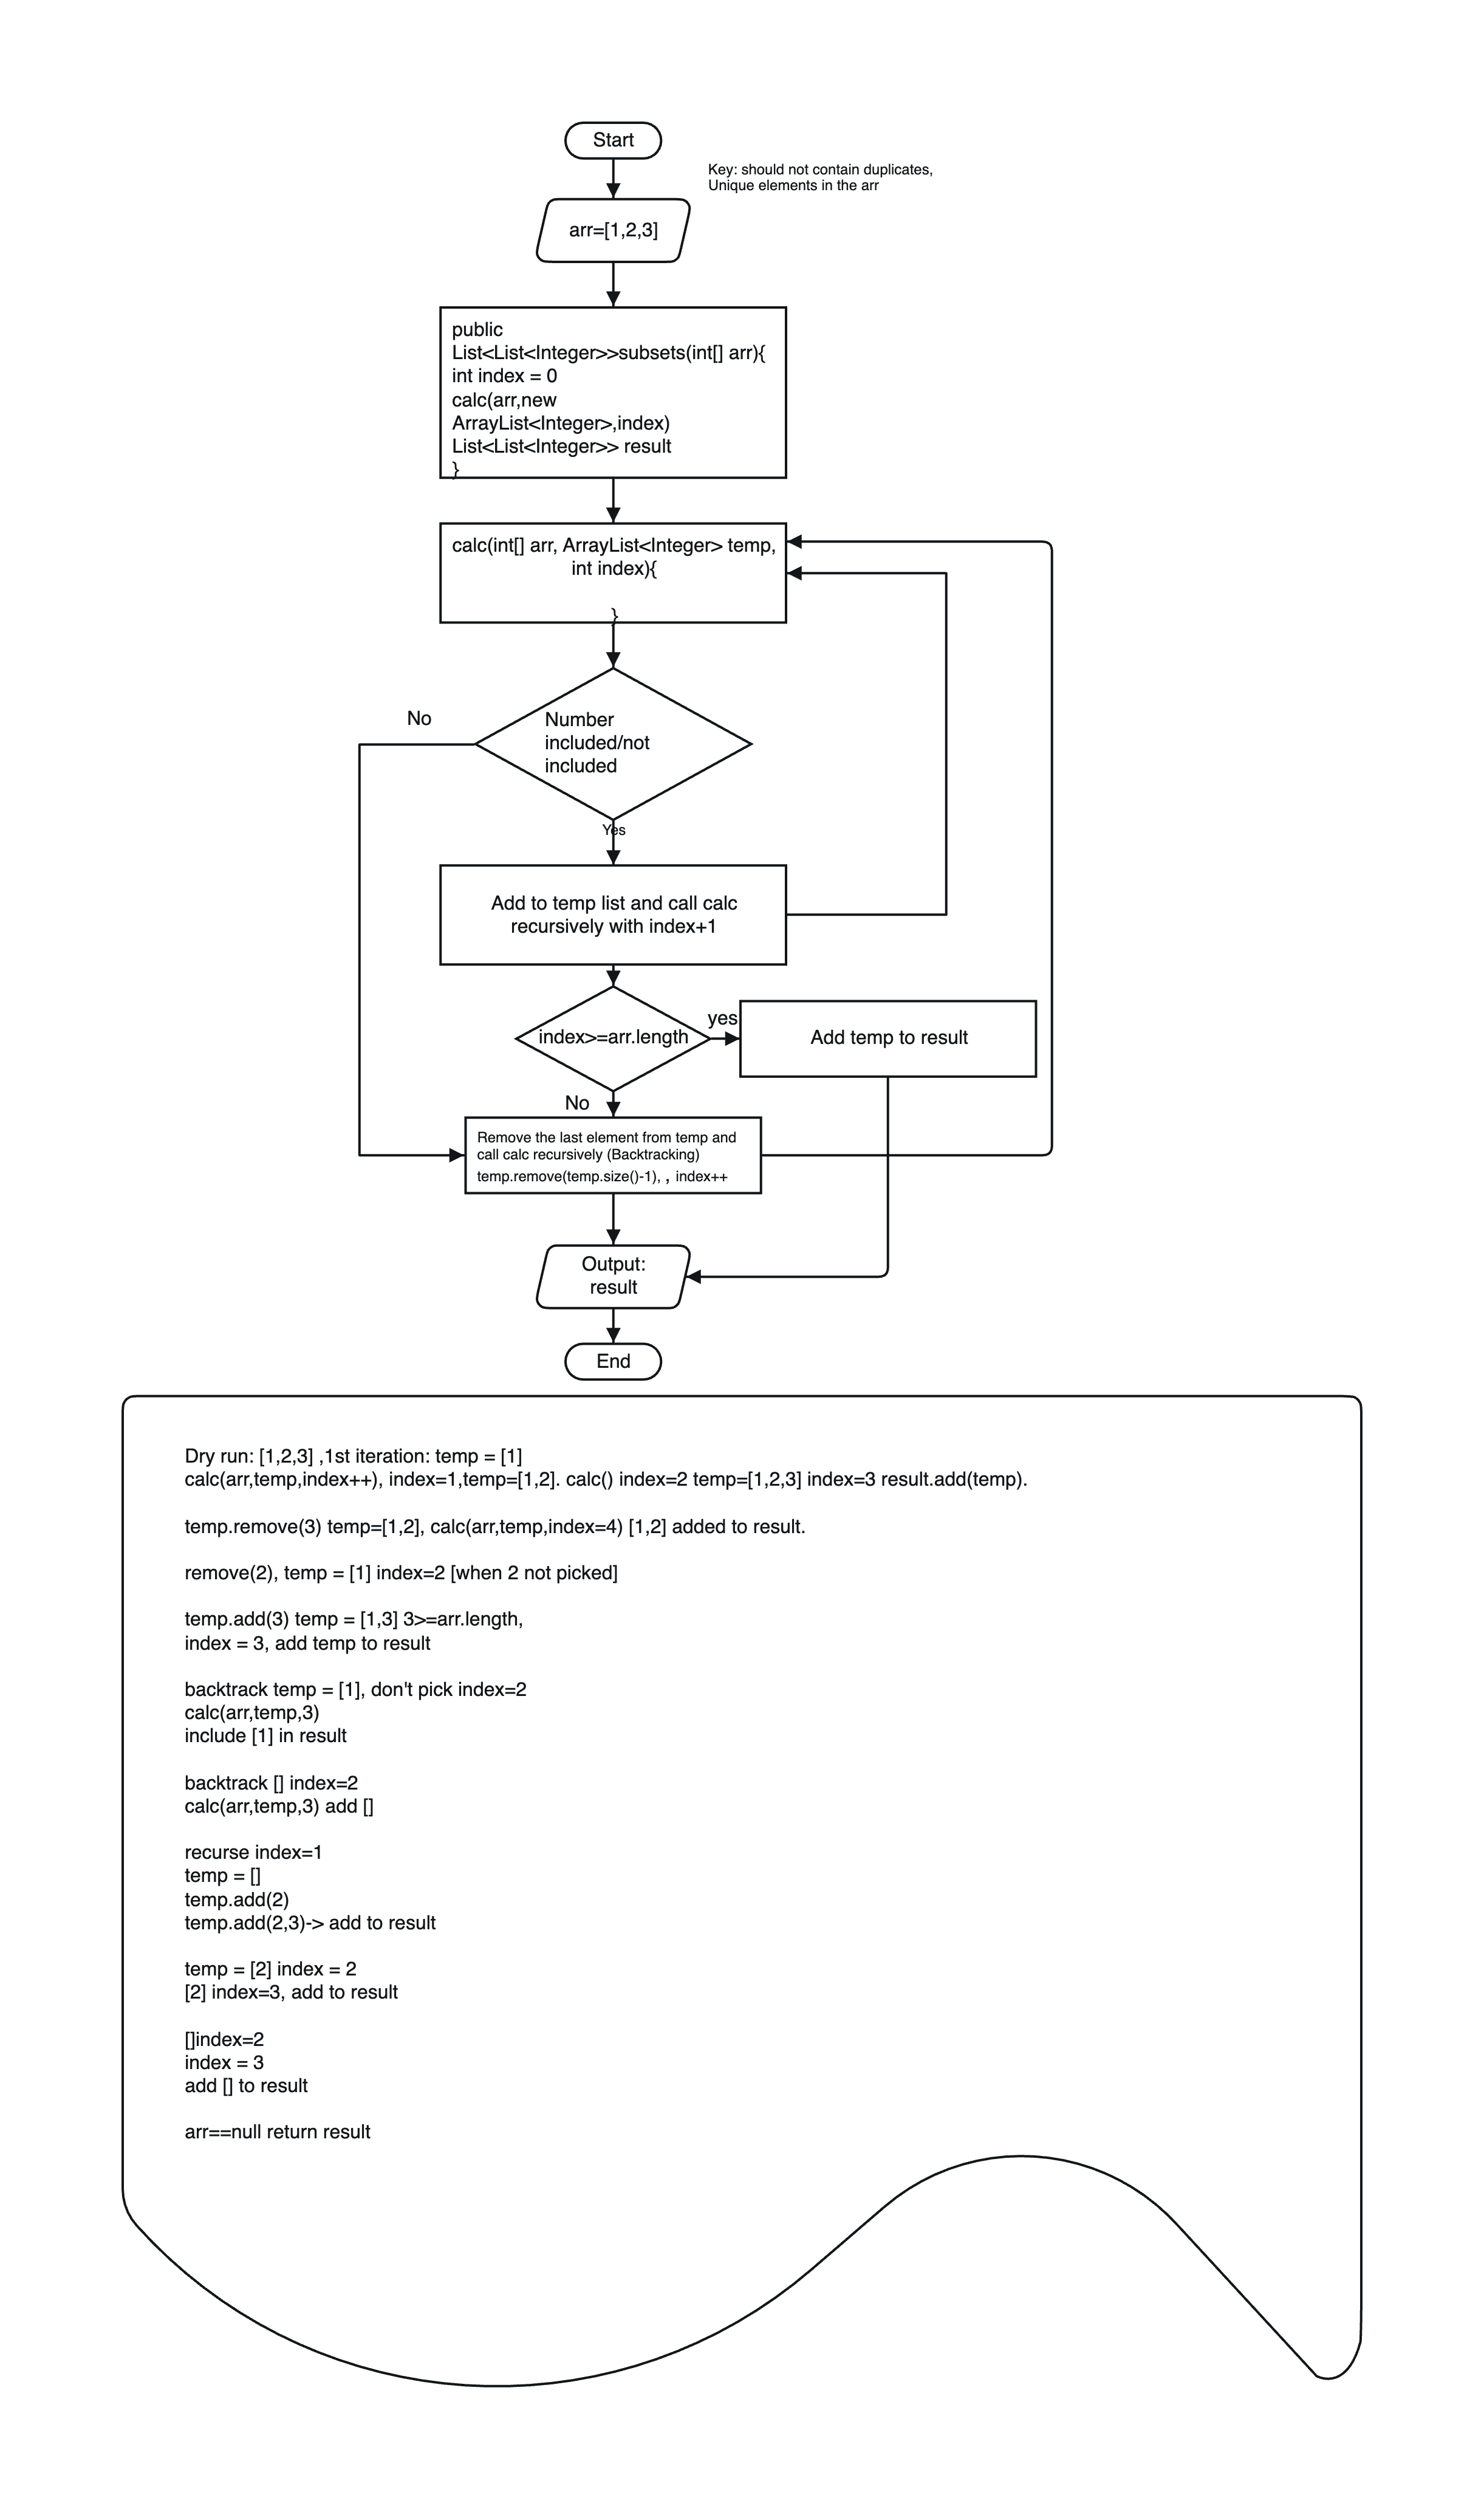 Start
Key: should not contain duplicates,
Unique elements in the arr
arr=[1,2,3]
public
List<List<Integer>>subsets(int[] arr){
int index = 0
calc(arr,new
ArrayList<Integer>,index)
List<List<Integer>> result
}
calc(int[] arr, ArrayList<Integer> temp,
int index){
}
No
Number
included/not
included
Yes
Add to temp list and call calc
recursively with index+1
index>=arr.length
yes
Add temp to result
No
Remove the last element from temp and
call calc recursively (Backtracking)
temp.remove(temp.size()-1), , index++
Output:
result
End
Dry run: [1,2,3] ,1st iteration: temp = [1]
calc(arr,temp,index++), index=1,temp=[1,2]. calc() index=2 temp=[1,2,3] index=3 result.add(temp).
temp.remove(3) temp=[1,2], calc(arr,temp,index=4) [1,2] added to result.
remove(2), temp = [1] index=2 [when 2 not picked]
temp.add(3) temp = [1,3] 3>=arr.length,
index = 3, add temp to result
backtrack temp = [1], don't pick index=2
calc(arr,temp,3)
include [1] in result
backtrack [] index=2
calc(arr,temp,3) add []
recurse index=1
temp = []
temp.add(2)
temp.add(2,3)-> add to result
temp = [2] index = 2
[2] index=3, add to result
[]index=2
index = 3
add [] to result
arr==null return result